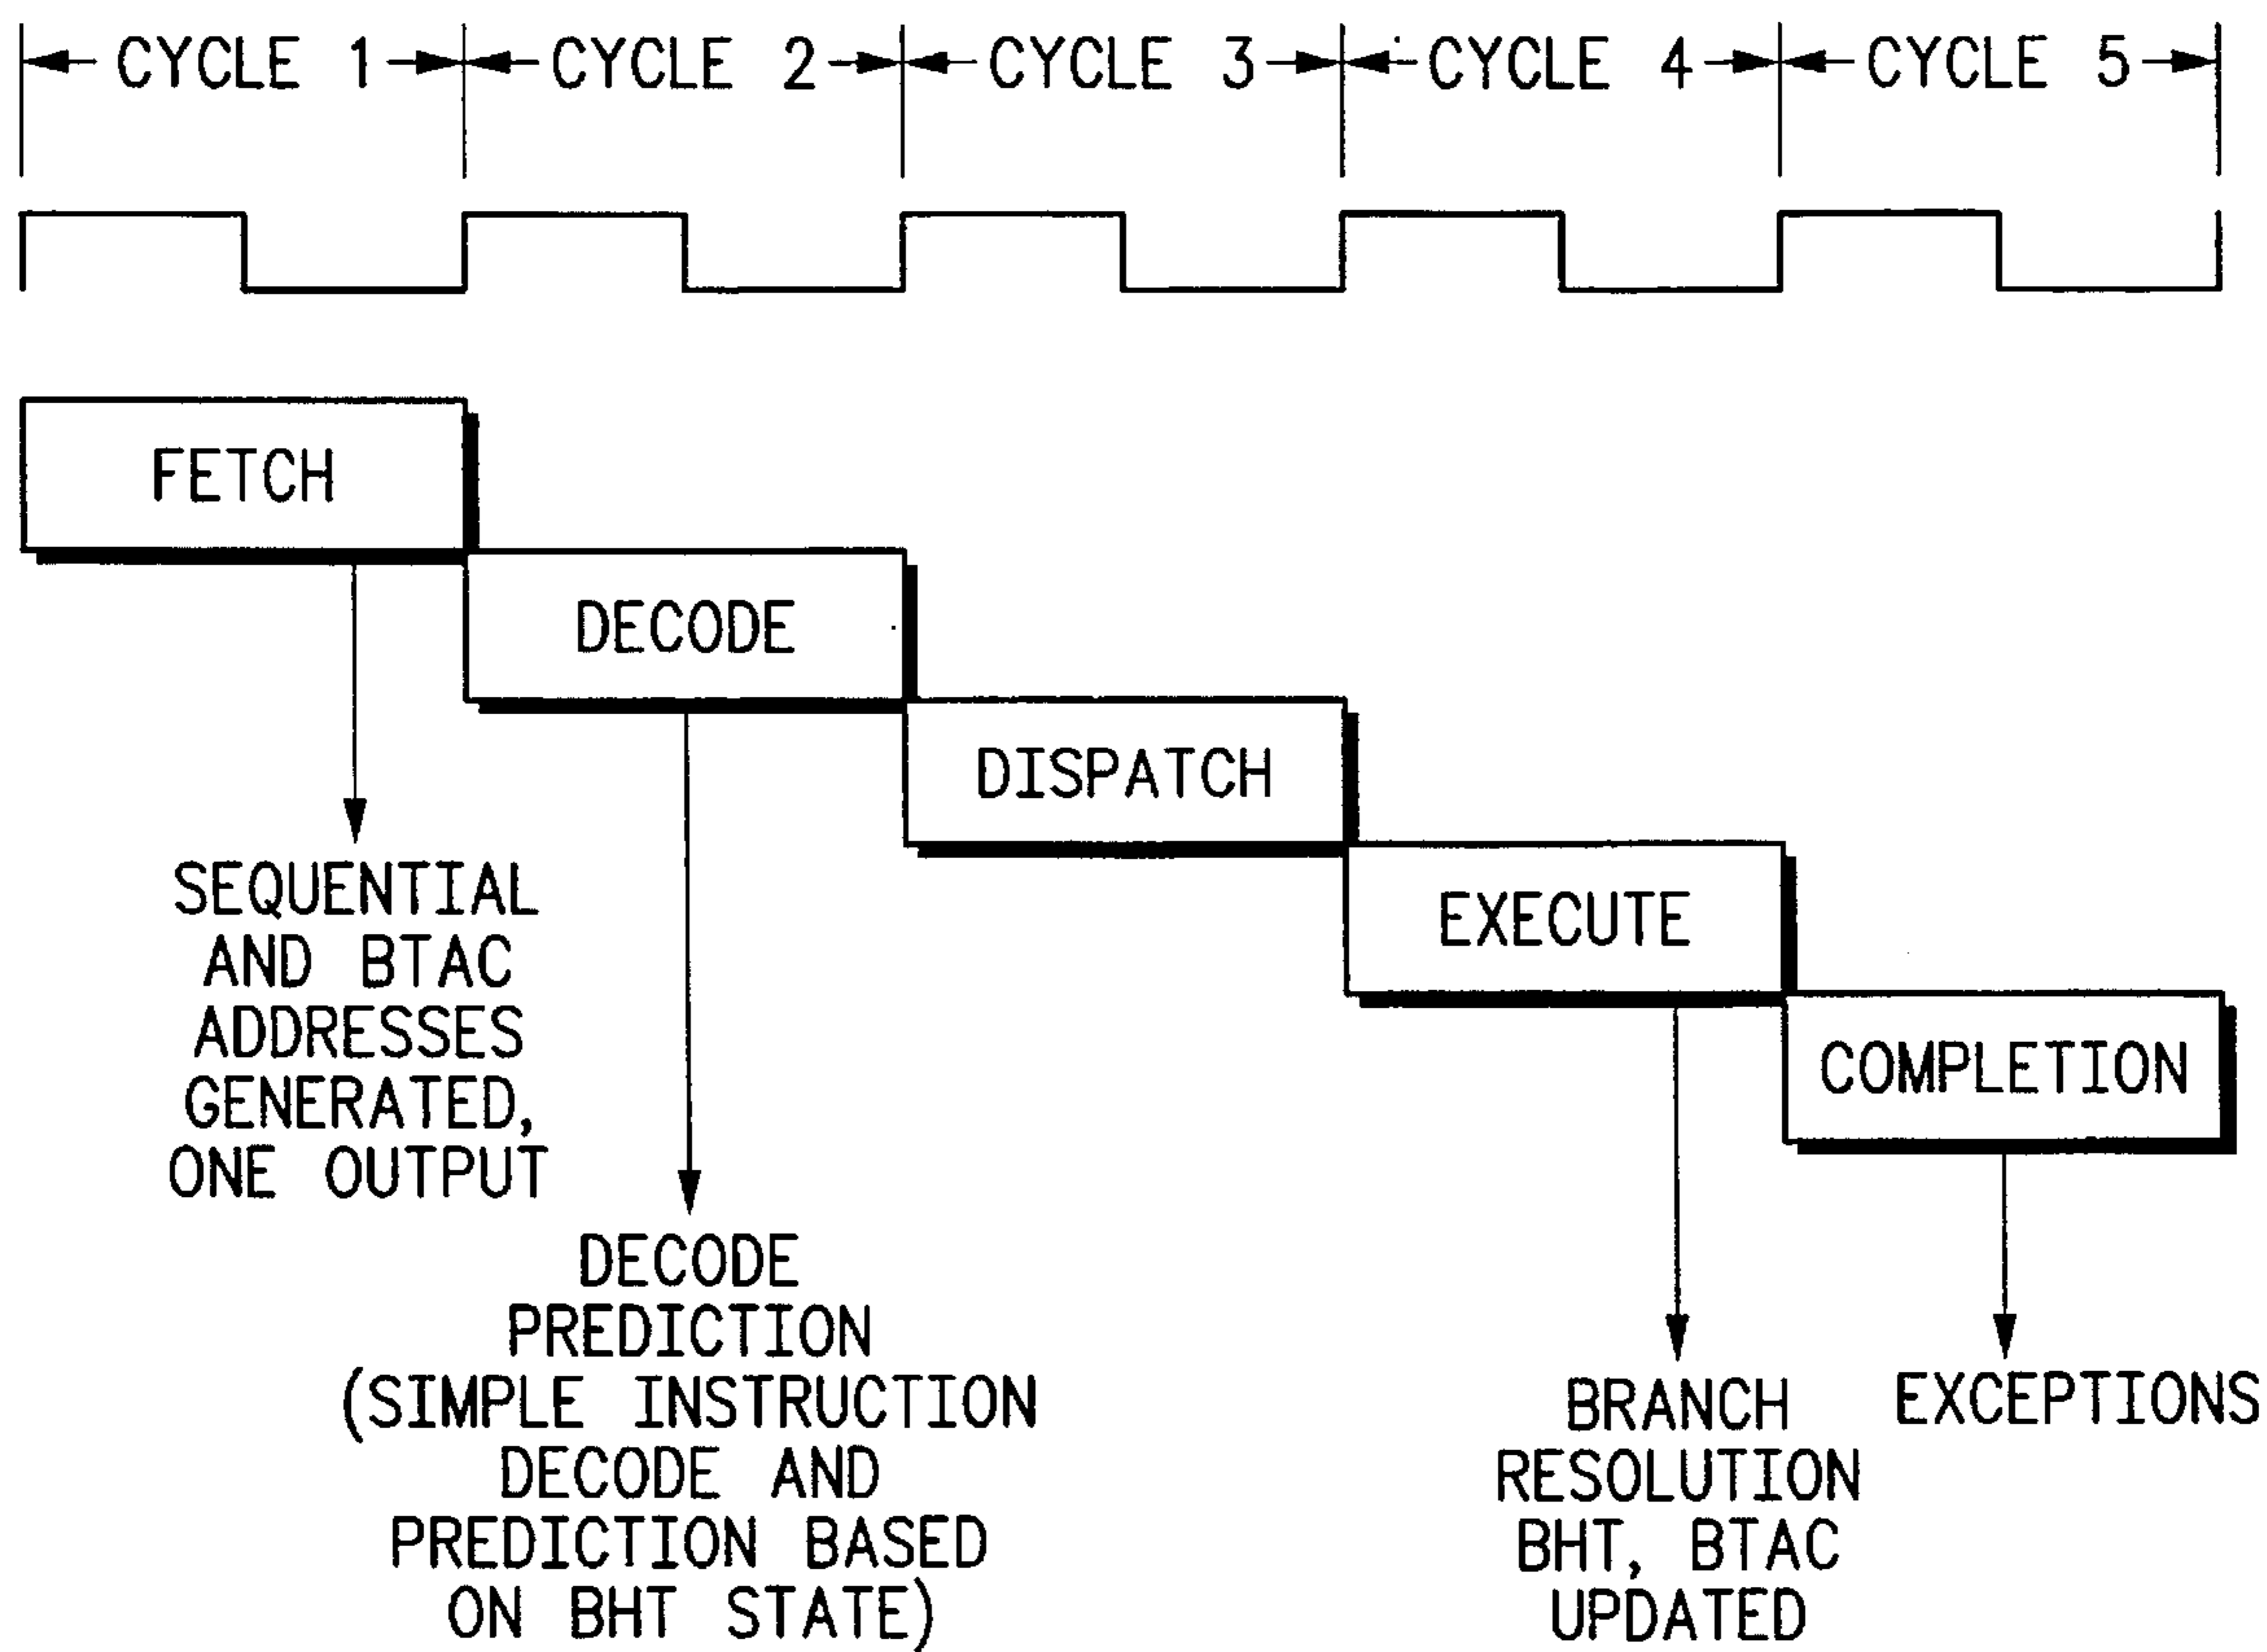 CYCLE 1 CYCLE 2 CYCLE 3 CYCLE 4 CYCLE 5
FETCH
DECODE
DISPATCH
EXECUTE
COMPLETION
SEQUENTIAL
AND BTAC
ADDRESSES
GENERATED,
ONE OUTPUT
DECODE
PREDICTION
(SIMPLE INSTRUCTION
DECODE AND
PREDICTION BASED
ON BHT STATE)
BRANCH
RESOLUTION
BHT, BTAC
UPDATED
EXCEPTIONS